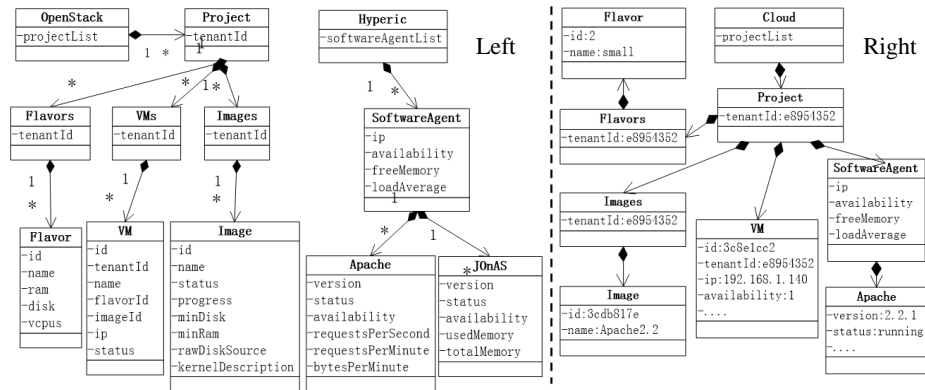 OpenStack
-projectList
1
*
Project
-tenantId
1
1
*
*
1
*
Flavors
-tenantId
VMs
-tenantId
Images
-tenantId
1
*
1
*
1
*
Flavor
-id
-name
-ram
-disk
-vcpus
VM
-id
-tenantId
-name
-flavorId
-imageId
-ip
-status
Image
-id
-name
-status
-progress
-minDisk
-minRam
-rawDiskSource
-kernelDescription
Hyperic
-softwareAgentList
Left
1
*
SoftwareAgent
-ip
-availability
-freeMemory
-loadAverage
1
*
1
Apache
-version
-status
-availability
-requestsPerSecond
-requestsPerMinute
-bytesPerMinute
JOnAS
*
-version
-status
-availability
-usedMemory
-totalMemory
Flavor
-id:2
-name:small
Cloud
-projectList
Right
Project
-tenantId:e8954352
Flavors
-tenantId:e8954352
Images
-tenantId:e8954352
SoftwareAgent
-ip
-availability
-freeMemory
-loadAverage
VM
-id:3c8e1cc2
-tenantId:e8954352
-ip:192.168.1.140
-availability:1
-....
Image
-id:3cdb817e
-name:Apache2.2
Apache
-version:2.2.1
-status:running
-....